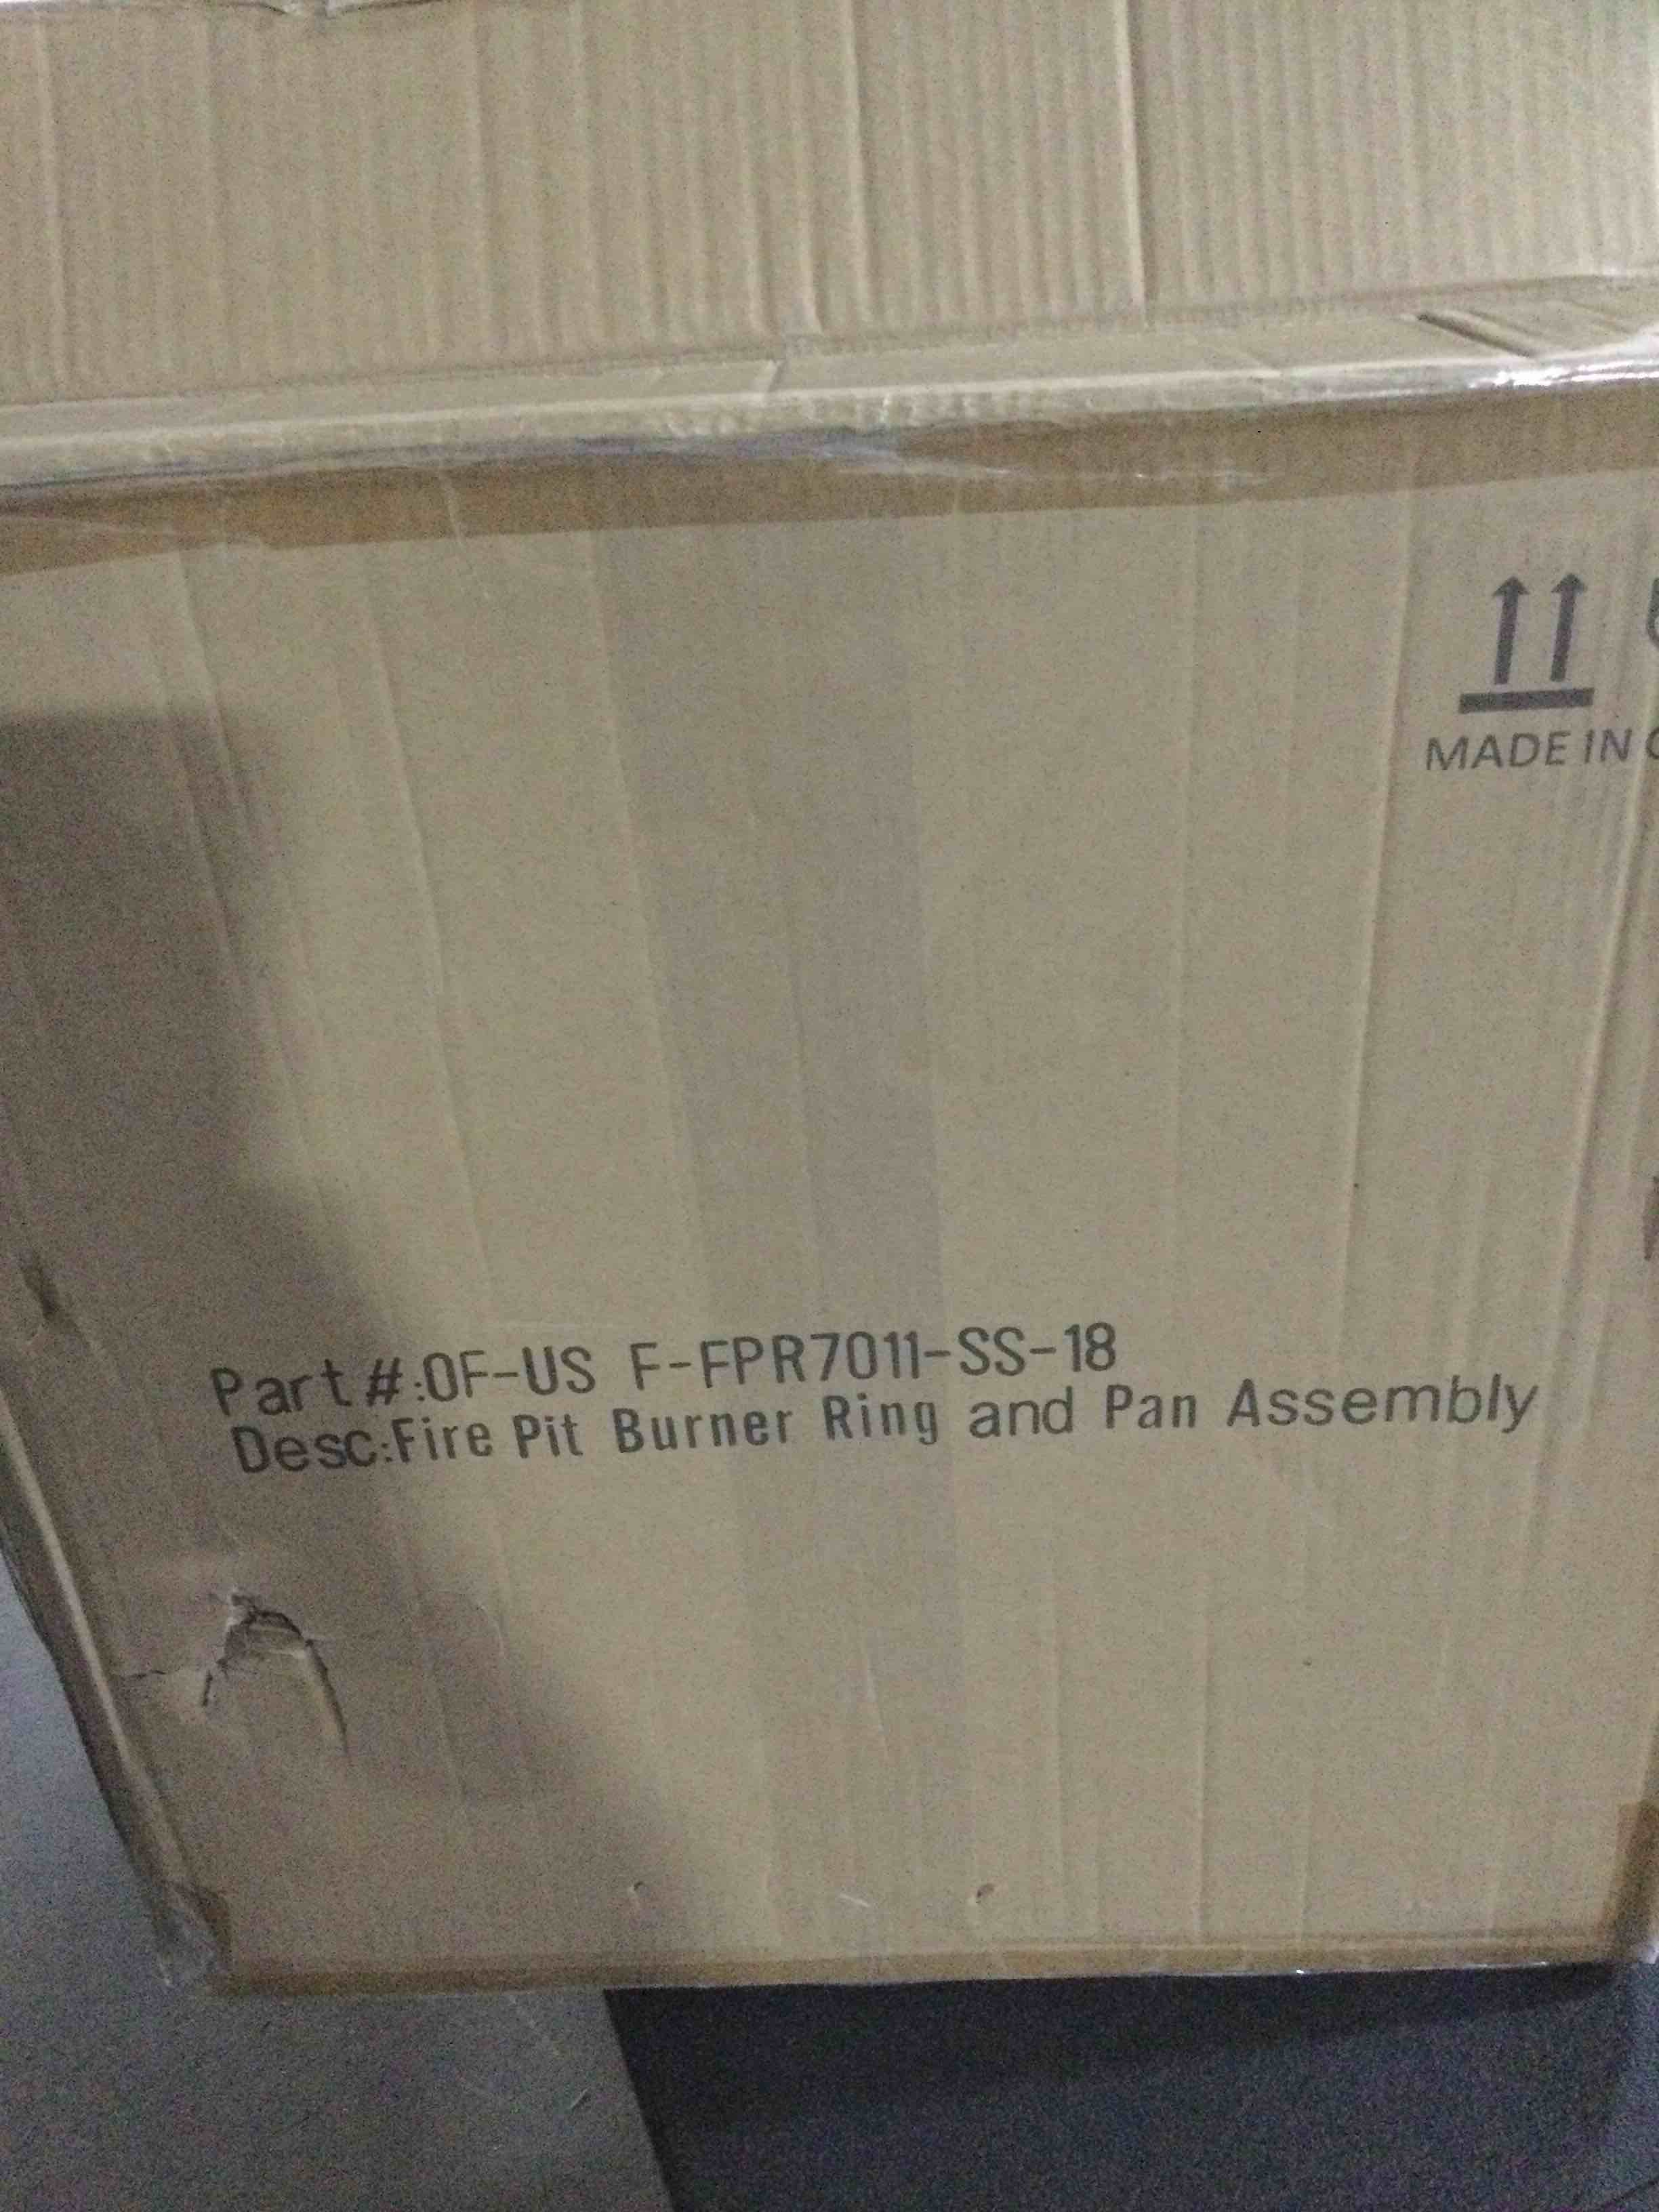 MADE IN
Part#:OF-US F-FPR7011-SS-18
Desc:Fire Pit Burner Ring and Pan Assembly